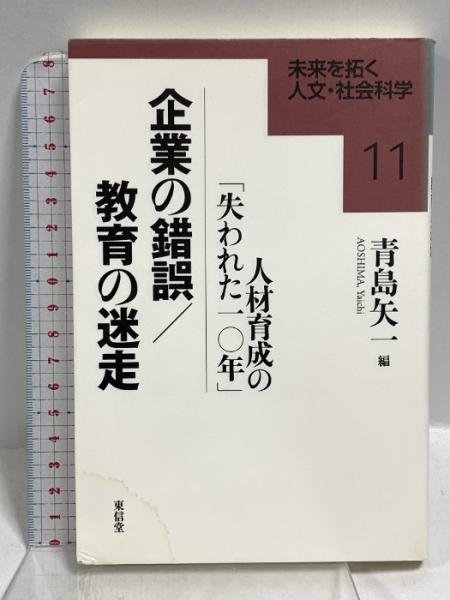 未来を拓く
人文・社会科学
11
企業の錯誤/
教育の迷走
人材育成の
「失われた一〇年」
青島矢一 編
AOSHIMA, Yaichi
東信堂